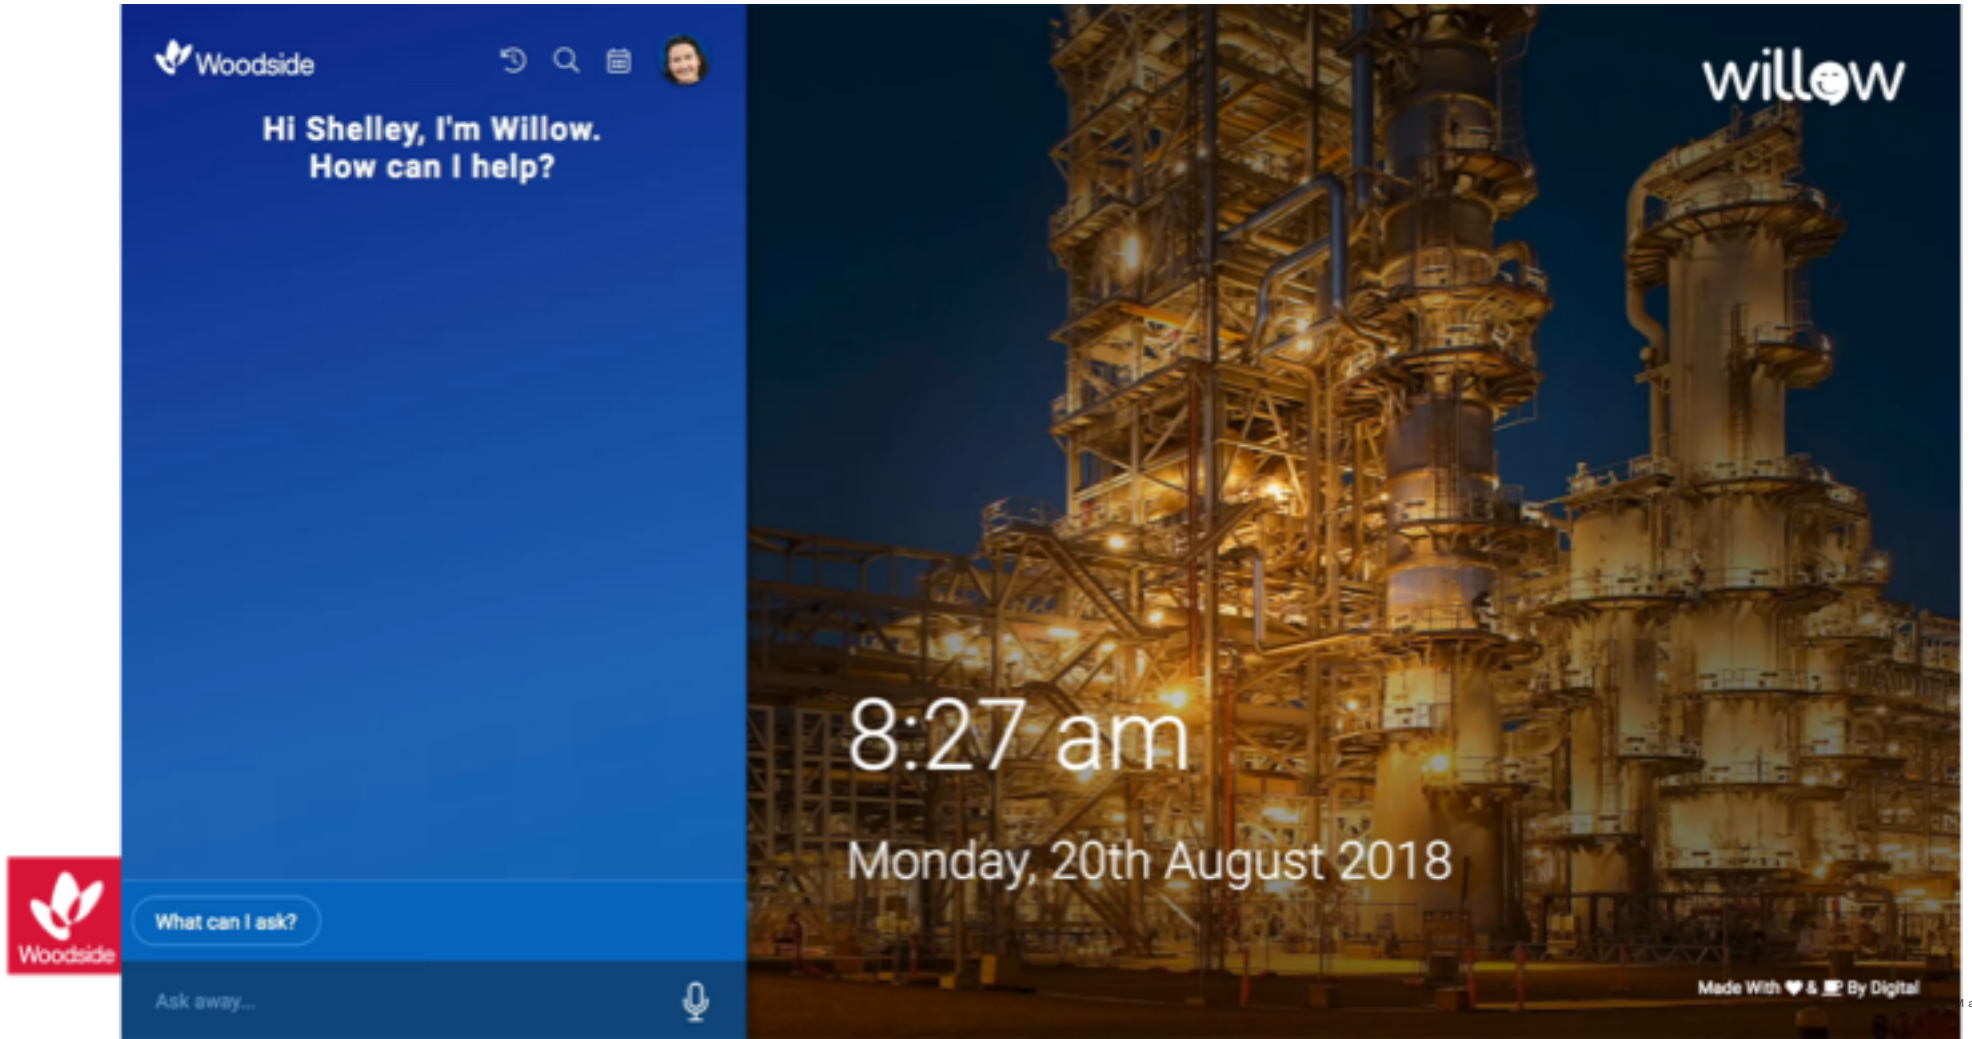 Woodside
Hi Shelley, I'm Willow.
How can I help?
What can I ask?
Ask away...
willow
8:27 am
Monday, 20th August 2018
Made With & By Digital
Woodside